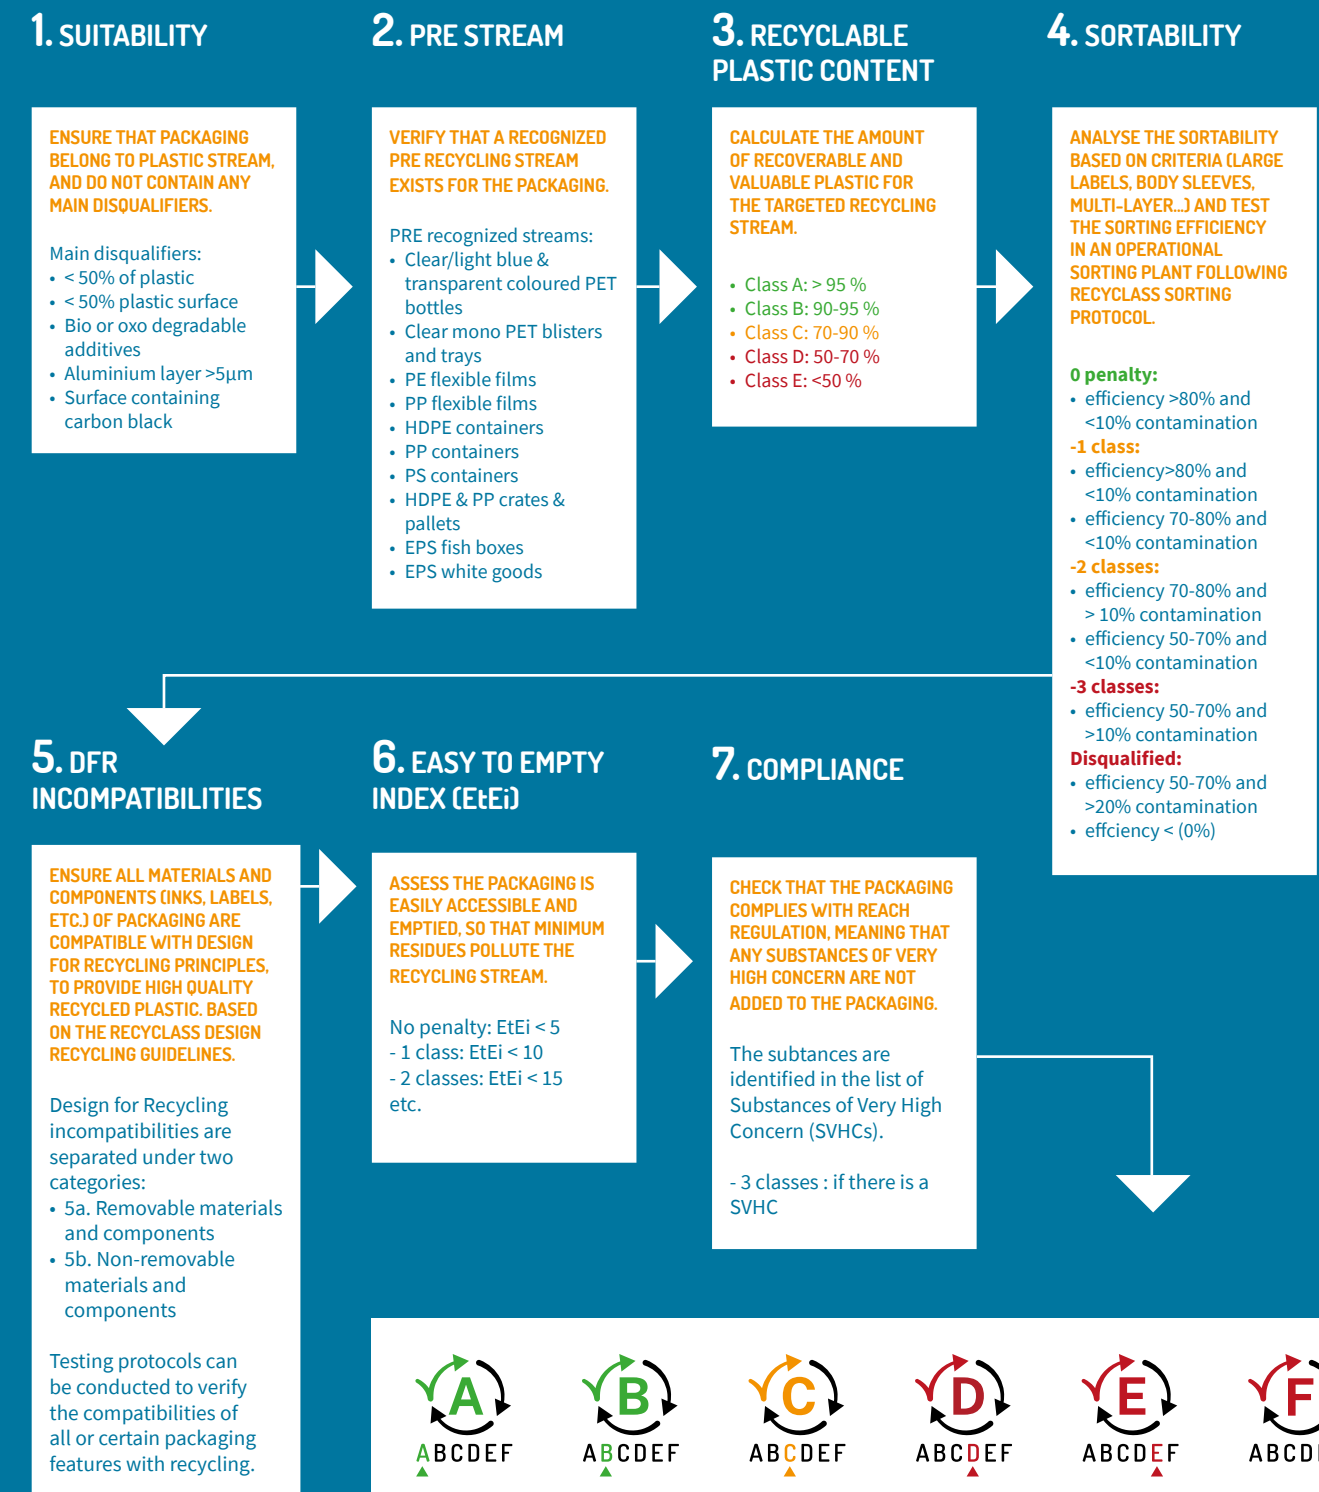 1. SUITABILITY
ENSURE THAT PACKAGING
BELONG TO PLASTIC STREAM,
AND DO NOT CONTAIN ANY
MAIN DISQUALIFIERS.
Main disqualifiers:
• < 50% of plastic
• < 50% plastic surface
• Bio or oxo degradable
additives
• Aluminium layer >5µm
• Surface containing
carbon black
2. PRE STREAM
VERIFY THAT A RECOGNIZED
PRE RECYCLING STREAM
EXISTS FOR THE PACKAGING.
PRE recognized streams:
• Clear/light blue &
transparent coloured PET
bottles
• Clear mono PET blisters
and trays
• PE flexible films
• PP flexible films
• HDPE containers
• PP containers
• PS containers
• HDPE & PP crates &
pallets
• EPS fish boxes
• EPS white goods
3. RECYCLABLE
PLASTIC CONTENT
CALCULATE THE AMOUNT
OF RECOVERABLE AND
VALUABLE PLASTIC FOR
THE TARGETED RECYCLING
STREAM.
• Class A: > 95 %
• Class B: 90-95 %
• Class C: 70-90 %
• Class D: 50-70 %
• Class E: <50 %
4. SORTABILITY
ANALYSE THE SORTABILITY
BASED ON CRITERIA (LARGE
LABELS, BODY SLEEVES,
MULTI-LAYER...) AND TEST
THE SORTING EFFICIENCY
IN AN OPERATIONAL
SORTING PLANT FOLLOWING
RECYCLASS SORTING
PROTOCOL.
0 penalty:
• efficiency >80% and
<10% contamination
-1 class:
• efficiency>80% and
<10% contamination
• efficiency 70-80% and
<10% contamination
-2 classes:
• efficiency 70-80% and
> 10% contamination
• efficiency 50-70% and
<10% contamination
-3 classes:
• efficiency 50-70% and
>10% contamination
Disqualified:
• efficiency 50-70% and
>20% contamination
• effciency < (0%)
5. DFR
INCOMPATIBILITIES
ENSURE ALL MATERIALS AND
COMPONENTS (INKS, LABELS,
ETC.) OF PACKAGING ARE
COMPATIBLE WITH DESIGN
FOR RECYCLING PRINCIPLES,
TO PROVIDE HIGH QUALITY
RECYCLED PLASTIC. BASED
ON THE RECYCLASS DESIGN
RECYCLING GUIDELINES.
Design for Recycling
incompatibilities are
separated under two
categories:
• 5a. Removable materials
and components
• 5b. Non-removable
materials and
components
Testing protocols can
be conducted to verify
the compatibilities of
all or certain packaging
features with recycling.
6. EASY TO EMPTY
INDEX (EtEi)
ASSESS THE PACKAGING IS
EASILY ACCESSIBLE AND
EMPTIED, SO THAT MINIMUM
RESIDUES POLLUTE THE
RECYCLING STREAM.
No penalty: EtEi < 5
- 1 class: EtEi < 10
- 2 classes: EtEi < 15
etc.
7. COMPLIANCE
CHECK THAT THE PACKAGING
COMPLIES WITH REACH
REGULATION, MEANING THAT
ANY SUBSTANCES OF VERY
HIGH CONCERN ARE NOT
ADDED TO THE PACKAGING.
The subtances are
identified in the list of
Substances of Very High
Concern (SVHCs).
- 3 classes : if there is a
SVHC
A B C D E F
ABCDEF ABCDEF ABCDEF ABCDEF ABCDEF ABCD